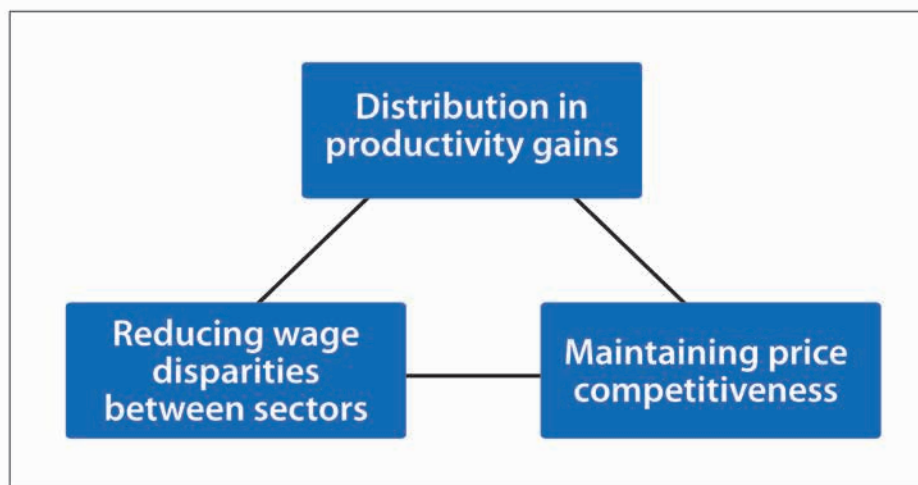 Distribution in
productivity gains
Reducing wage
disparities
between sectors
Maintaining price
competitiveness